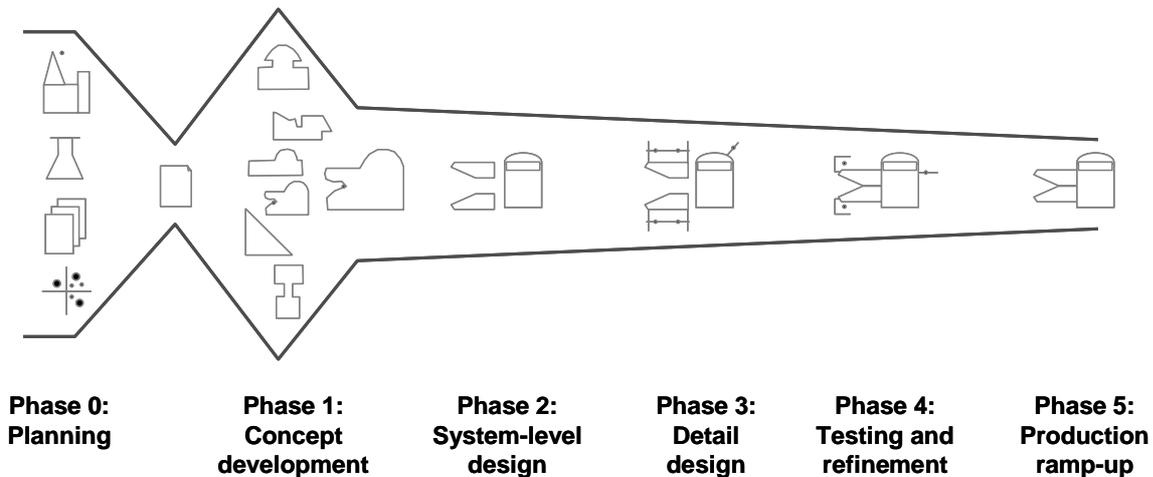 Phase 0:
Planning
Phase 1:
Concept
development
Phase 2:
System-level
design
Phase 3:
Detail
design
Phase 4:
Testing and
refinement
Phase 5:
Production
ramp-up